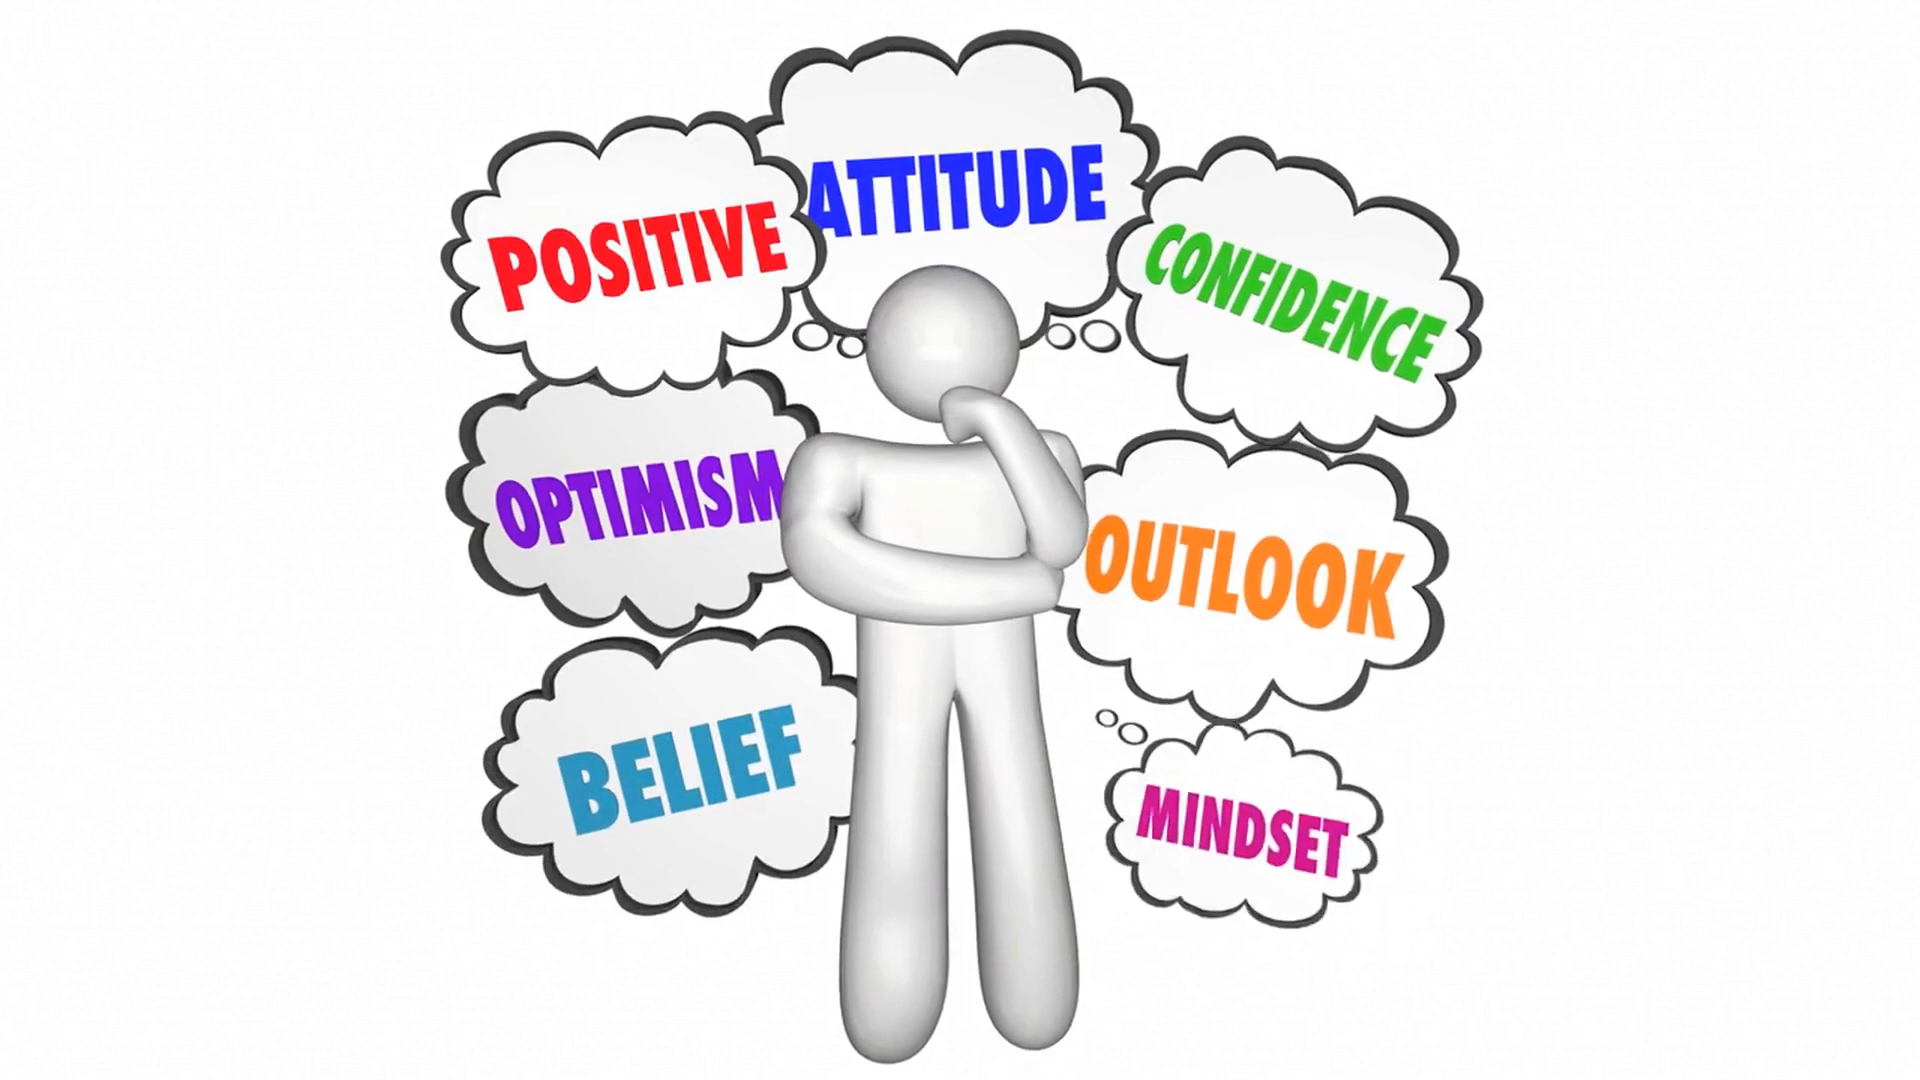 POSITIVE
ATTITUDE
CONFIDENCE
OPTIMISM
OUTLOOK
BELIEF
MINDSET